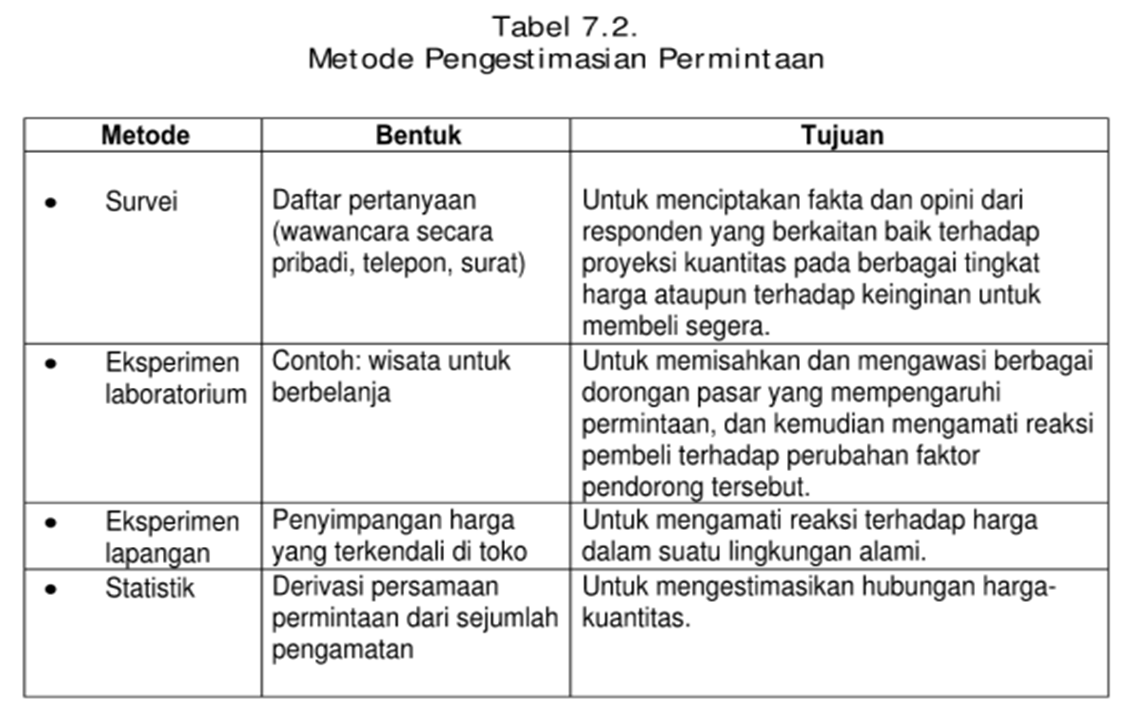 Tabel 7.2.
Metode Pengestimasian Permintaan
Metode Bentuk Tujuan
• Survei
Daftar pertanyaan
(wawancara secara
pribadi, telepon, surat)
Untuk menciptakan fakta dan opini dari
responden yang berkaitan baik terhadap
proyeksi kuantitas pada berbagai tingkat
harga ataupun terhadap keinginan untuk
membeli segera.
• Eksperimen
laboratorium
Contoh: wisata untuk
berbelanja
Untuk memisahkan dan mengawasi berbagai
dorongan pasar yang mempengaruhi
permintaan, dan kemudian mengamati reaksi
pembeli terhadap perubahan faktor
pendorong tersebut.
• Eksperimen
lapangan
Penyimpangan harga
yang terkendali di toko
Untuk mengamati reaksi terhadap harga
dalam suatu lingkungan alami.
• Statistik
Derivasi persamaan
permintaan dari sejumlah
pengamatan
Untuk mengestimasikan hubungan harga-
kuantitas.